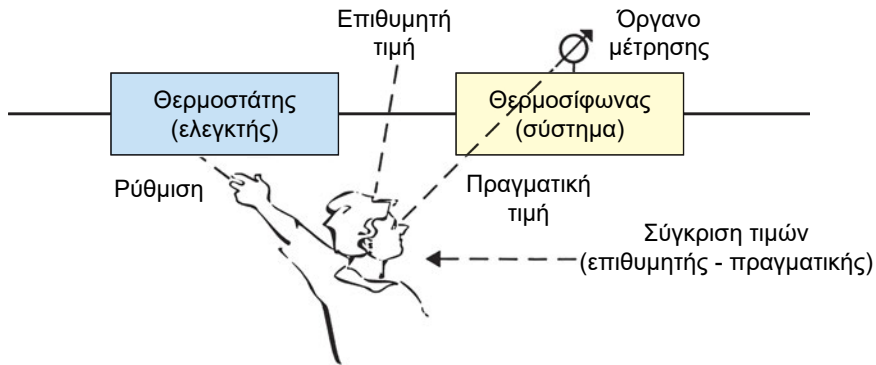 Επιθυμητή
τιμή
Όργανο
μέτρησης
Θερμοστάτης
(ελεγκτής)
Θερμοσίφωνας
(σύστημα)
Ρύθμιση
Πραγματική
τιμή
Σύγκριση τιμών
(επιθυμητής - πραγματικής)